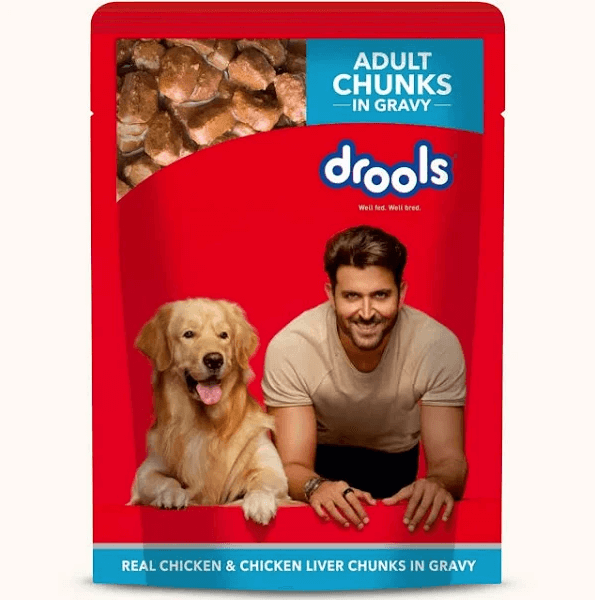 ADULT
CHUNKS
IN GRAVY
drools
Well fed. Well bred.
REAL CHICKEN & CHICKEN LIVER CHUNKS IN GRAVY